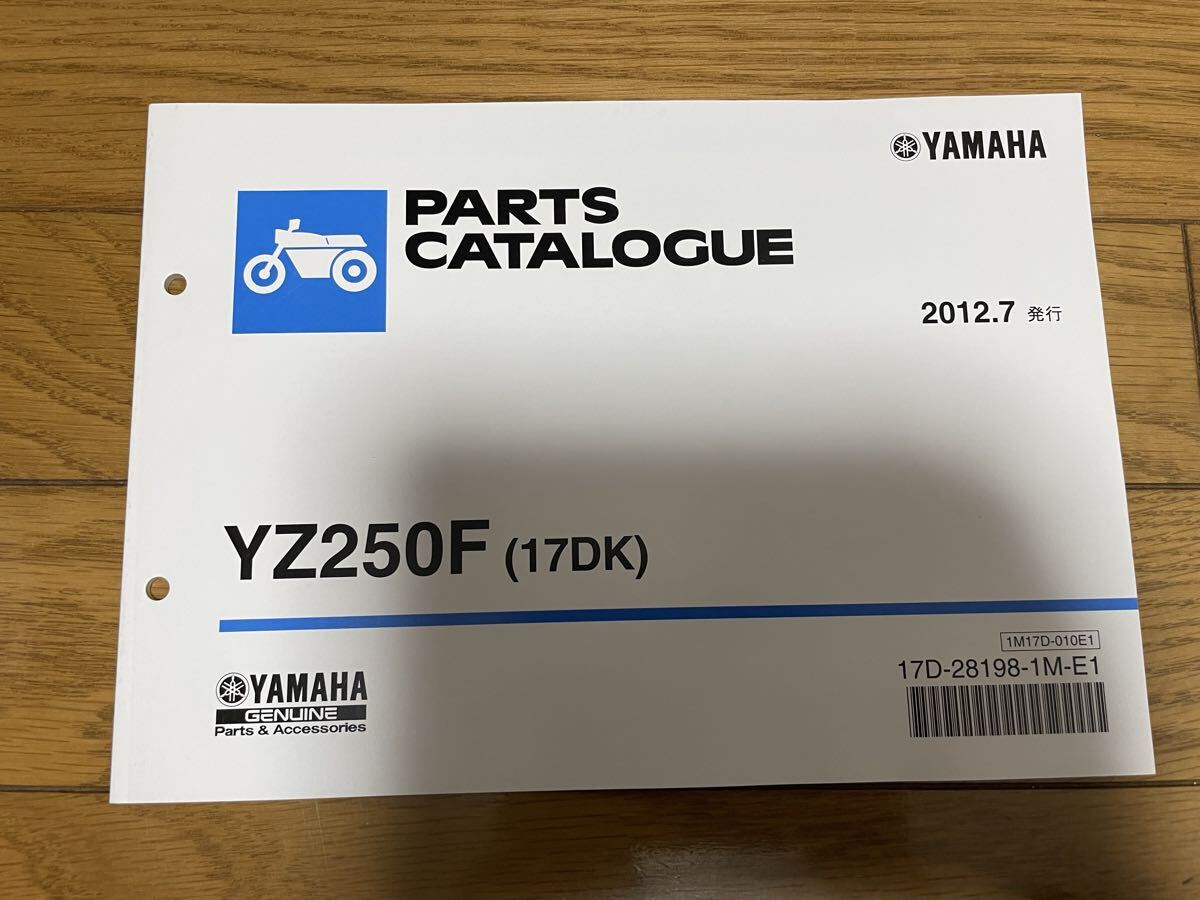 YAMAHA
PARTS
CATALOGUE
2012.7 発行
YZ250F (17DK)
1M17D-010E1
17D-28198-1M-E1
YAMAHA
GENUINE
Parts & Accessories